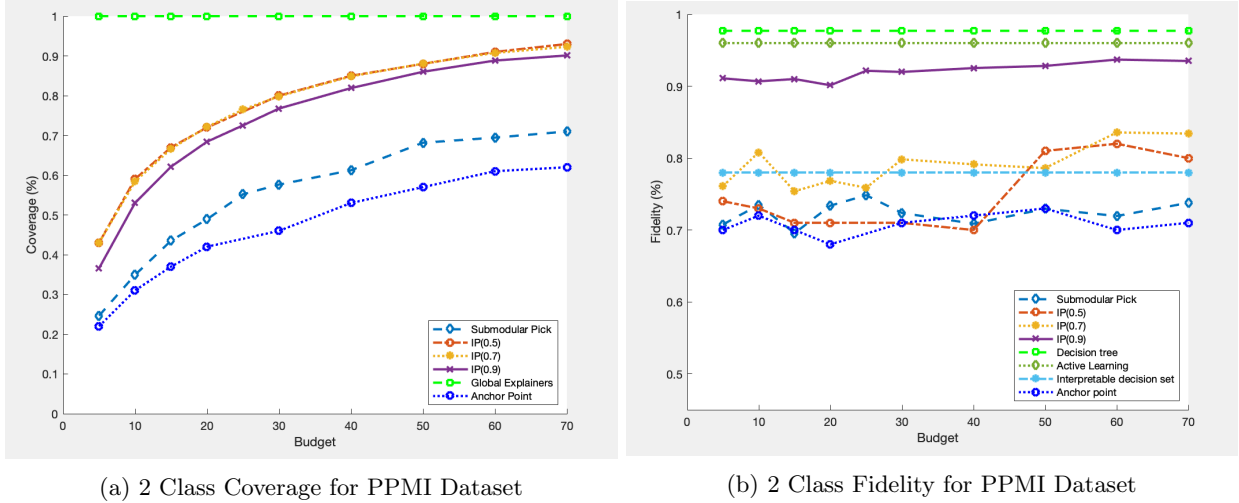 1
0.9
0.8
0.7
0.6
0.5
0.4
0.3
0.2
0.1
0
Coverage (%)
0 10 20 30 40 50 60 70
Budget
Submodular Pick
IP(0.5)
IP(0.7)
IP(0.9)
Global Explainers
Anchor Point
(a) 2 Class Coverage for PPMI Dataset
1
0.9
0.8
0.7
0.6
0.5
Fidelity (%)
0 10 20 30 40 50 60 70
Budget
Submodular Pick
IP(0.5)
IP(0.7)
IP(0.9)
Decision tree
Active Learning
Interpretable decision set
Anchor point
(b) 2 Class Fidelity for PPMI Dataset